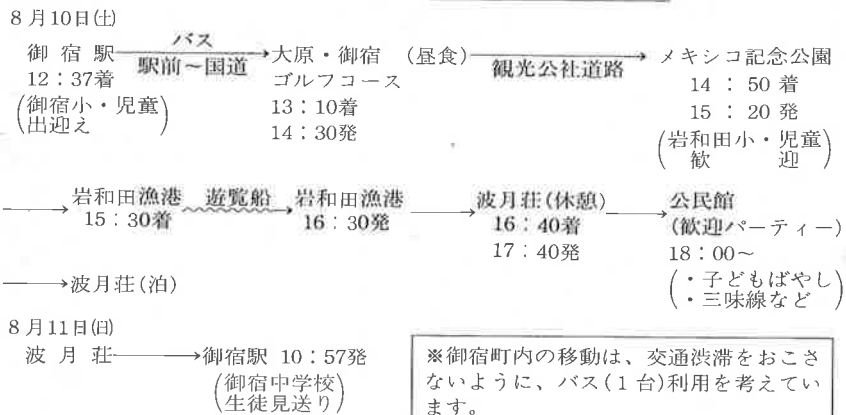 8月10日(土)
御宿駅 バス 駅前～国道 大原・御宿 (昼食) 観光公社道路 メキシコ記念公園
12：37着 ゴルフコース 14：50着
(御宿小・児童 出迎え) 13：10着 15：20発
14：30発 (岩和田小・児童 歓迎)
岩和田漁港 遊覧船 岩和田漁港 波月荘(休憩) 公民館
15：30着 16：30発 16：40着 (歓迎パーティー)
17：40発 18：00～
波月荘(泊) (・子どもばやし ・三味線など)
8月11日(日)
波月荘 御宿駅 10：57発
(御宿中学校 生徒見送り)
※御宿町内の移動は、交通渋滞をおこさ
ないように、バス(1台)利用を考えてい
ます。